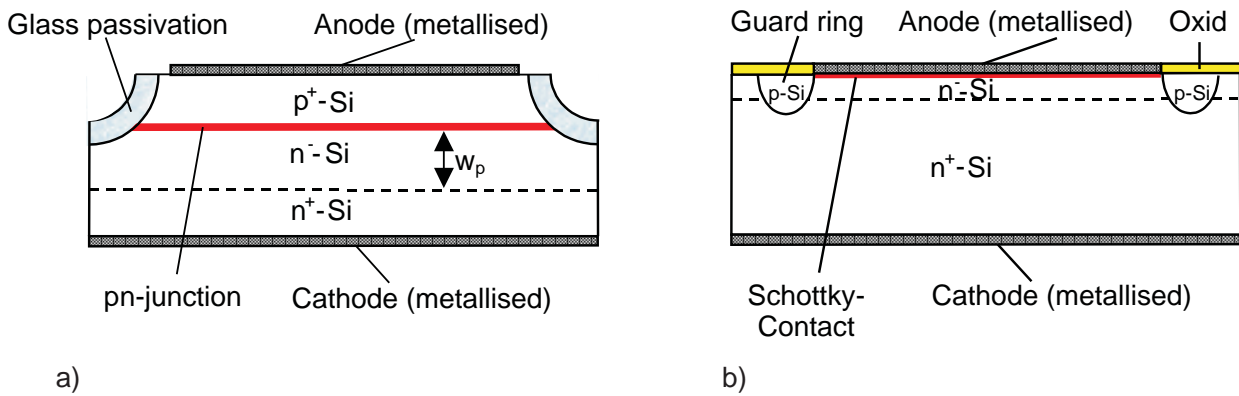 Glass passivation
Anode (metallised)
p+-Si
n--Si
wp
n+-Si
pn-junction
Cathode (metallised)
a)
Guard ring
Anode (metallised)
Oxid
p-Si
n--Si
p-Si
n+-Si
Schottky-
Contact
Cathode (metallised)
b)